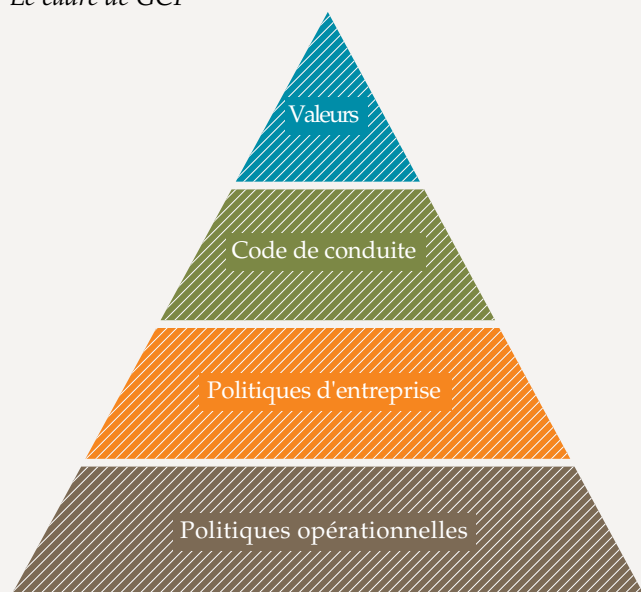 Le cadre de GCP
Valeurs
Code de conduite
Politiques d'entreprise
Politiques opérationnelles